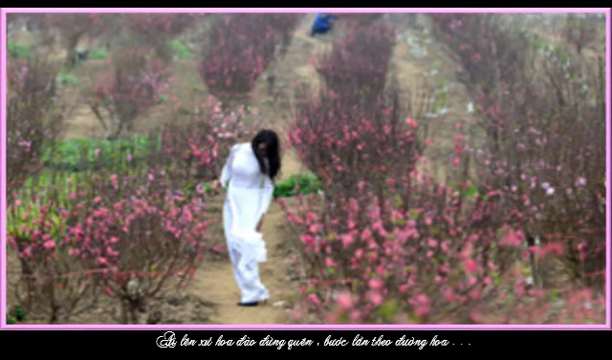 Ai lên xứ hoa đào đừng quên , bước lần theo đường hoa . . .